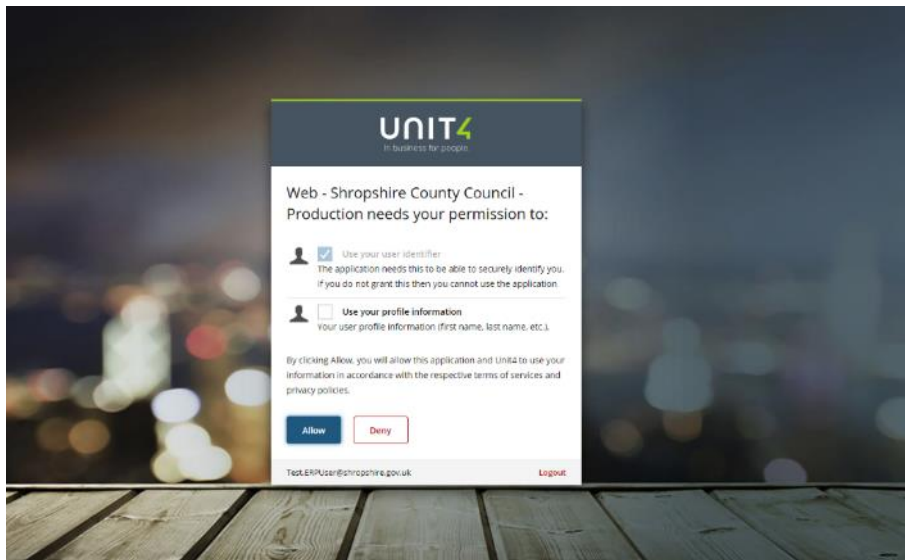 UNIT4
In business for people.
Web - Shropshire County Council -
Production needs your permission to:
Use your user identifier
The application needs this to be able to securely identify you.
If you do not grant this then you cannot use the application.
Use your profile information
Your user profile information (first name, last name, etc.).
By clicking Allow, you will allow this application and Unit4 to use your
information in accordance with the respective terms of services and
privacy policies.
Allow Deny
Test.ERPUser@shropshire.gov.uk Logout